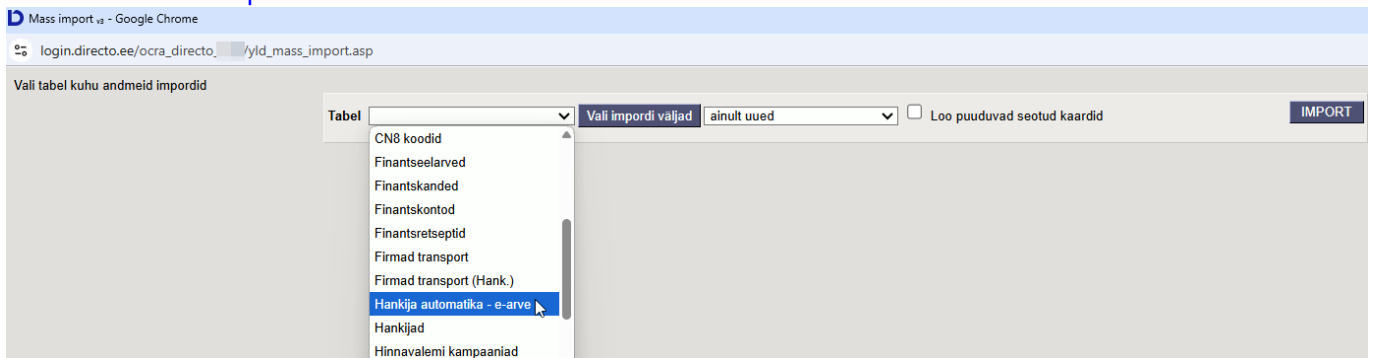 Mass import v3 - Google Chrome
login.directo.ee/ocra_directo_ /yld_mass_import.asp
Vali tabel kuhu andmeid impordid
Tabel Vali impordi väljad ainult uued Loo puuduvad seotud kaardid IMPORT
CN8 koodid
Finantseelarved
Finantskanded
Finantskontod
Finantsretseptid
Firmad transport
Firmad transport (Hank.)
Hankija automatika - e-arve
Hankijad
Hinnavalemi kampaaniad